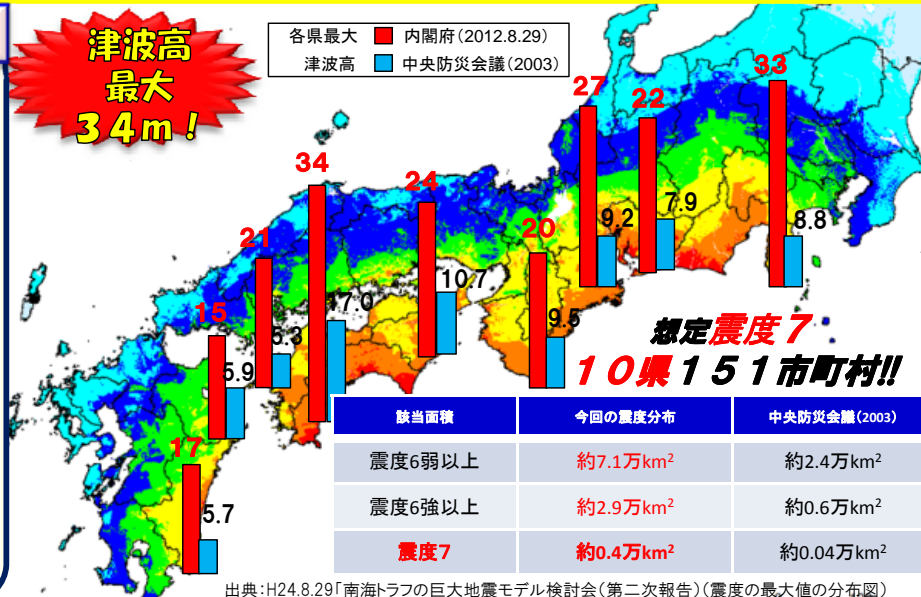 津波高
最大
34m!
各県最大 内閣府(2012.8.29)
津波高 中央防災会議(2003)
33
27
22
34
24
7.9
9.2
8.8
20
21
10.7
17.0
15
9.5
5.3
5.9
想定震度7
10県151市町村!!
17
5.7
該当面積 今回の震度分布 中央防災会議(2003)
震度6弱以上 約7.1万km² 約2.4万km²
震度6強以上 約2.9万km² 約0.6万km²
震度7 約0.4万km² 約0.04万km²
出典:H24.8.29「南海トラフの巨大地震モデル検討会(第二次報告)(震度の最大値の分布図)